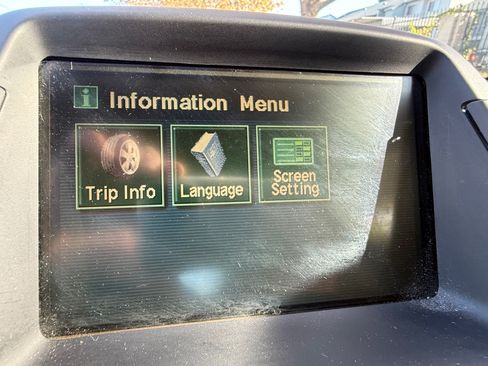 i Information Menu
Trip Info
Language
Screen
Setting